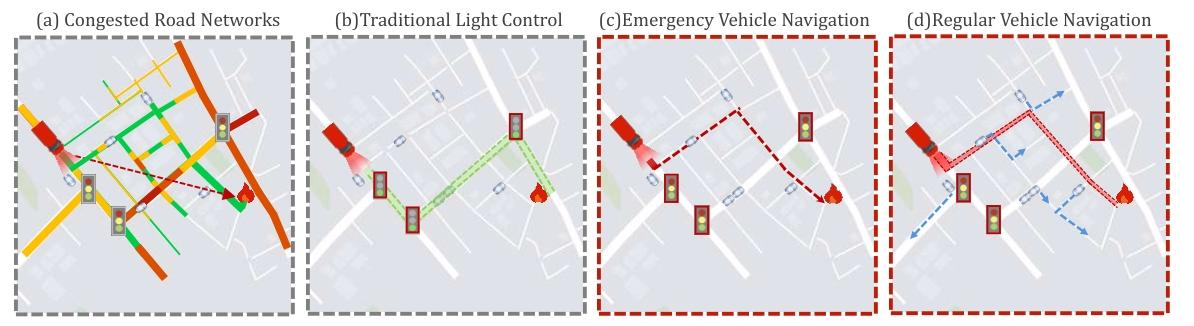 (a) Congested Road Networks
(b)Traditional Light Control
(c)Emergency Vehicle Navigation
(d)Regular Vehicle Navigation